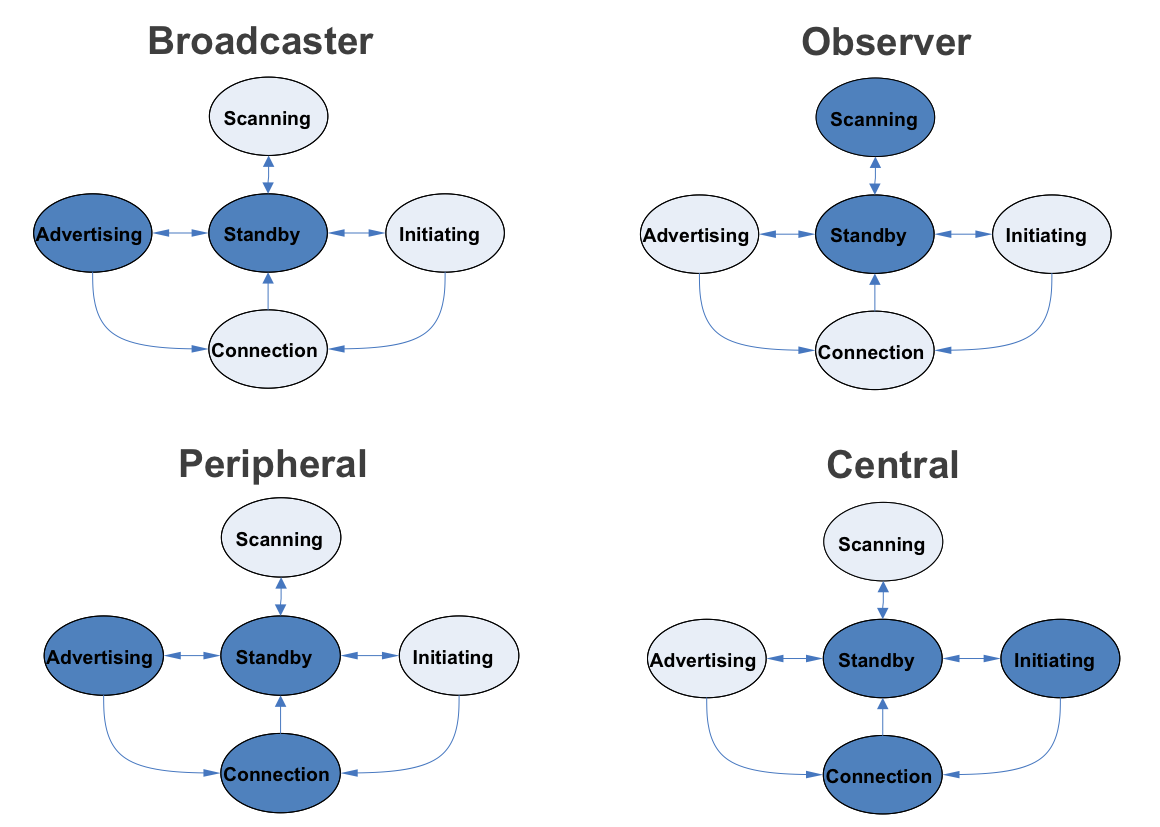 Broadcaster
Scanning
Advertising
Standby
Initiating
Connection
Observer
Scanning
Advertising
Standby
Initiating
Connection
Peripheral
Scanning
Advertising
Standby
Initiating
Connection
Central
Scanning
Advertising
Standby
Initiating
Connection